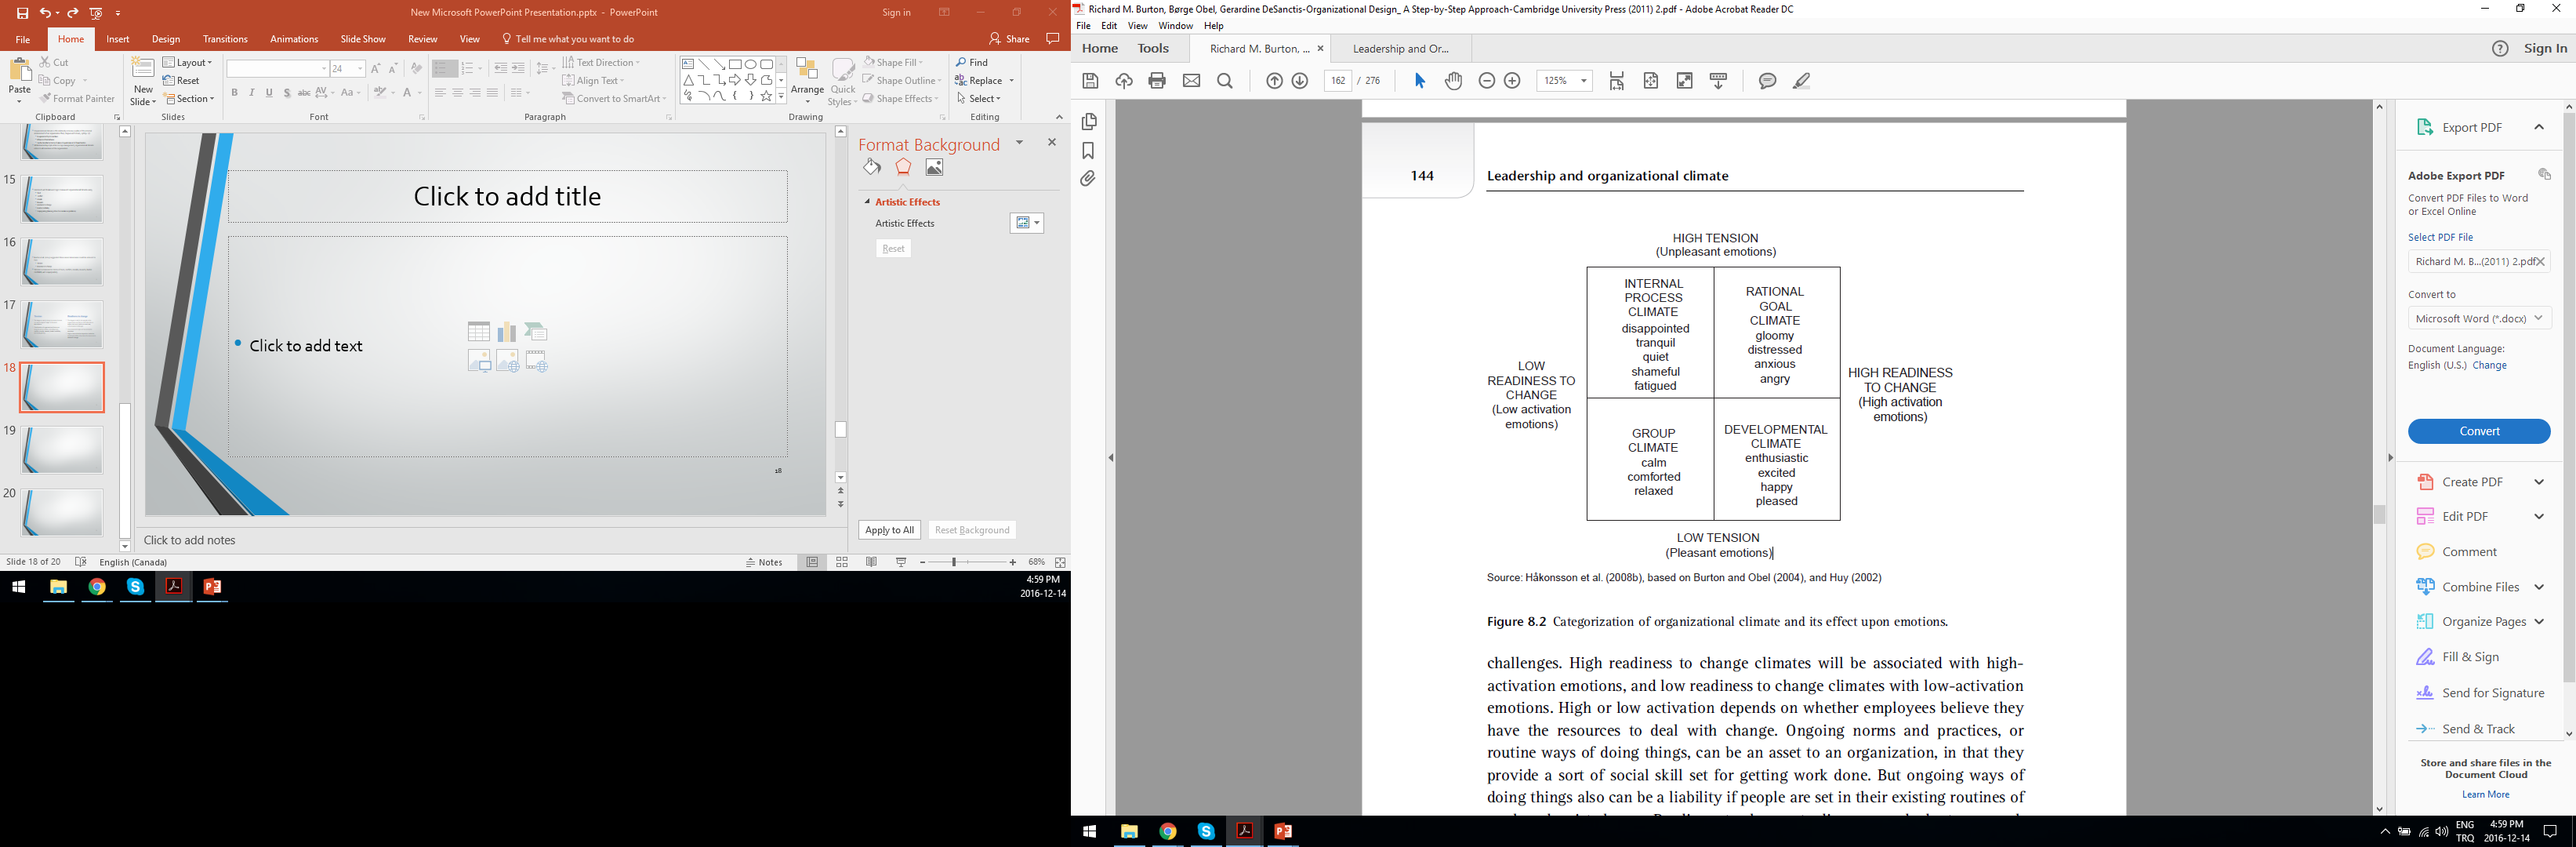 New Microsoft PowerPoint Presentation.pptx - PowerPoint
Sign in
File Home Insert Design Transitions Animations Slide Show Review View Tell me what you want to do
Share
Paste
Cut
Copy
Format Painter
Clipboard
New Slide
Layout
Reset
Section
Slides
24
B I U S abc AV Aa A
Font
Text Direction
Align Text
Convert to SmartArt
Paragraph
Arrange
Quick Styles
Shape Fill
Shape Outline
Shape Effects
Drawing
Find
Replace
Select
Editing
15
16
17
18
19
20
Click to add title
Click to add text
18
Click to add notes
Format Background
Artistic Effects
Artistic Effects
Reset
Apply to All
Reset Background
Slide 18 of 20
English (Canada)
Notes
68%
4:59 PM
2016-12-14
Richard M. Burton, Børge Obel, Gerardine DeSanctis-Organizational Design_ A Step-by-Step Approach-Cambridge University Press (2011) 2.pdf - Adobe Acrobat Reader DC
File Edit View Window Help
Home Tools
Richard M. Burton, ...
Leadership and Or...
Sign In
162 / 276
125%
144
Leadership and organizational climate
HIGH TENSION
(Unpleasant emotions)
INTERNAL
PROCESS
CLIMATE
disappointed
tranquil
quiet
shameful
fatigued
RATIONAL
GOAL
CLIMATE
gloomy
distressed
anxious
angry
LOW
READINESS TO
CHANGE
(Low activation
emotions)
HIGH READINESS
TO CHANGE
(High activation
emotions)
GROUP
CLIMATE
calm
comforted
relaxed
DEVELOPMENTAL
CLIMATE
enthusiastic
excited
happy
pleased
LOW TENSION
(Pleasant emotions)
Source: Håkonsson et al. (2008b), based on Burton and Obel (2004), and Huy (2002)
Figure 8.2 Categorization of organizational climate and its effect upon emotions.
challenges. High readiness to change climates will be associated with high-
activation emotions, and low readiness to change climates with low-activation
emotions. High or low activation depends on whether employees believe they
have the resources to deal with change. Ongoing norms and practices, or
routine ways of doing things, can be an asset to an organization, in that they
provide a sort of social skill set for getting work done. But ongoing ways of
doing things also can be a liability if people are set in their existing routines of
Export PDF
Adobe Export PDF
Convert PDF Files to Word
or Excel Online
Select PDF File
Richard M. B...(2011) 2.pdf
Convert to
Microsoft Word (*.docx)
Document Language:
English (U.S.) Change
Convert
Create PDF
Edit PDF
Comment
Combine Files
Organize Pages
Fill & Sign
Send for Signature
Send & Track
Store and share files in the
Document Cloud
Learn More
ENG
TRQ
4:59 PM
2016-12-14